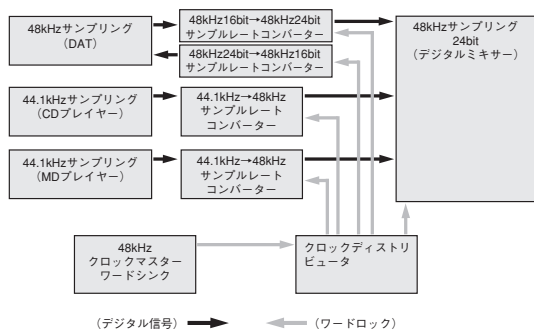 48kHzサンプリング
（DAT）
48kHz16bit→48kHz24bit
サンプルレートコンバーター
48kHz24bit→48kHz16bit
サンプルレートコンバーター
48kHzサンプリング
24bit
（デジタルミキサー）
44.1kHzサンプリング
（CDプレイヤー）
44.1kHz→48kHz
サンプルレート
コンバーター
44.1kHzサンプリング
（MDプレイヤー）
44.1kHz→48kHz
サンプルレート
コンバーター
48kHz
クロックマスター
ワードシンク
クロックディストリ
ビュータ
（デジタル信号）
（ワードロック）